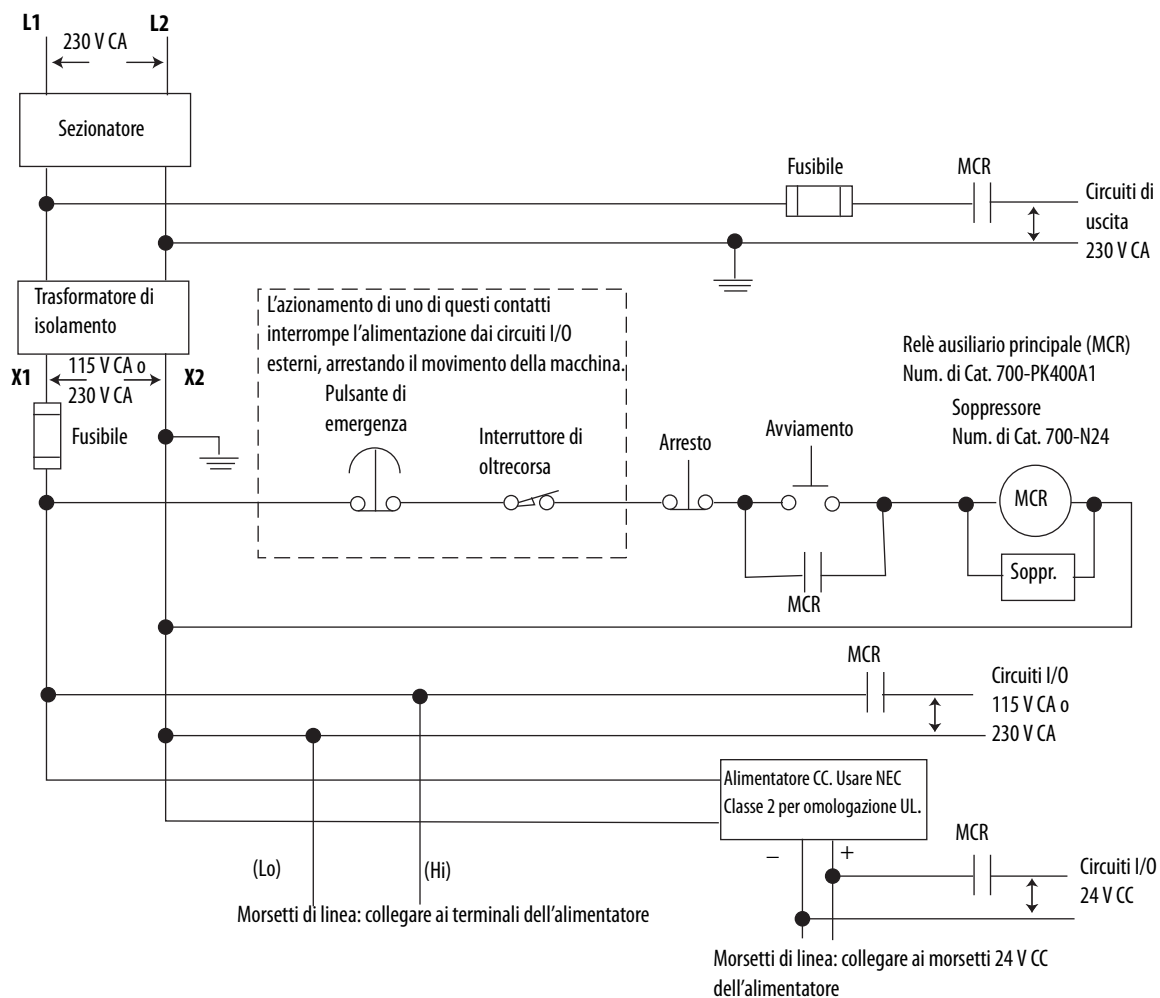 L1
L2
230 V CA
Sezionatore
Fusibile
MCR
Circuiti di
uscita
230 V CA
Trasformatore di
isolamento
L'azionamento di uno di questi contatti
interrompe l'alimentazione dai circuiti I/O
esterni, arrestando il movimento della macchina.
X1
115 V CA o
230 V CA
X2
Fusibile
Pulsante di
emergenza
Interruttore di
oltrecorsa
Arresto
Avviamento
Relè ausiliario principale (MCR)
Num. di Cat. 700-PK400A1
Soppressore
Num. di Cat. 700-N24
MCR
Soppr.
MCR
MCR
Circuiti I/O
115 V CA o
230 V CA
Alimentatore CC. Usare NEC
Classe 2 per omologazione UL.
– +
MCR
Circuiti I/O
24 V CC
(Lo)
(Hi)
Morsetti di linea: collegare ai terminali dell'alimentatore
Morsetti di linea: collegare ai morsetti 24 V CC
dell'alimentatore